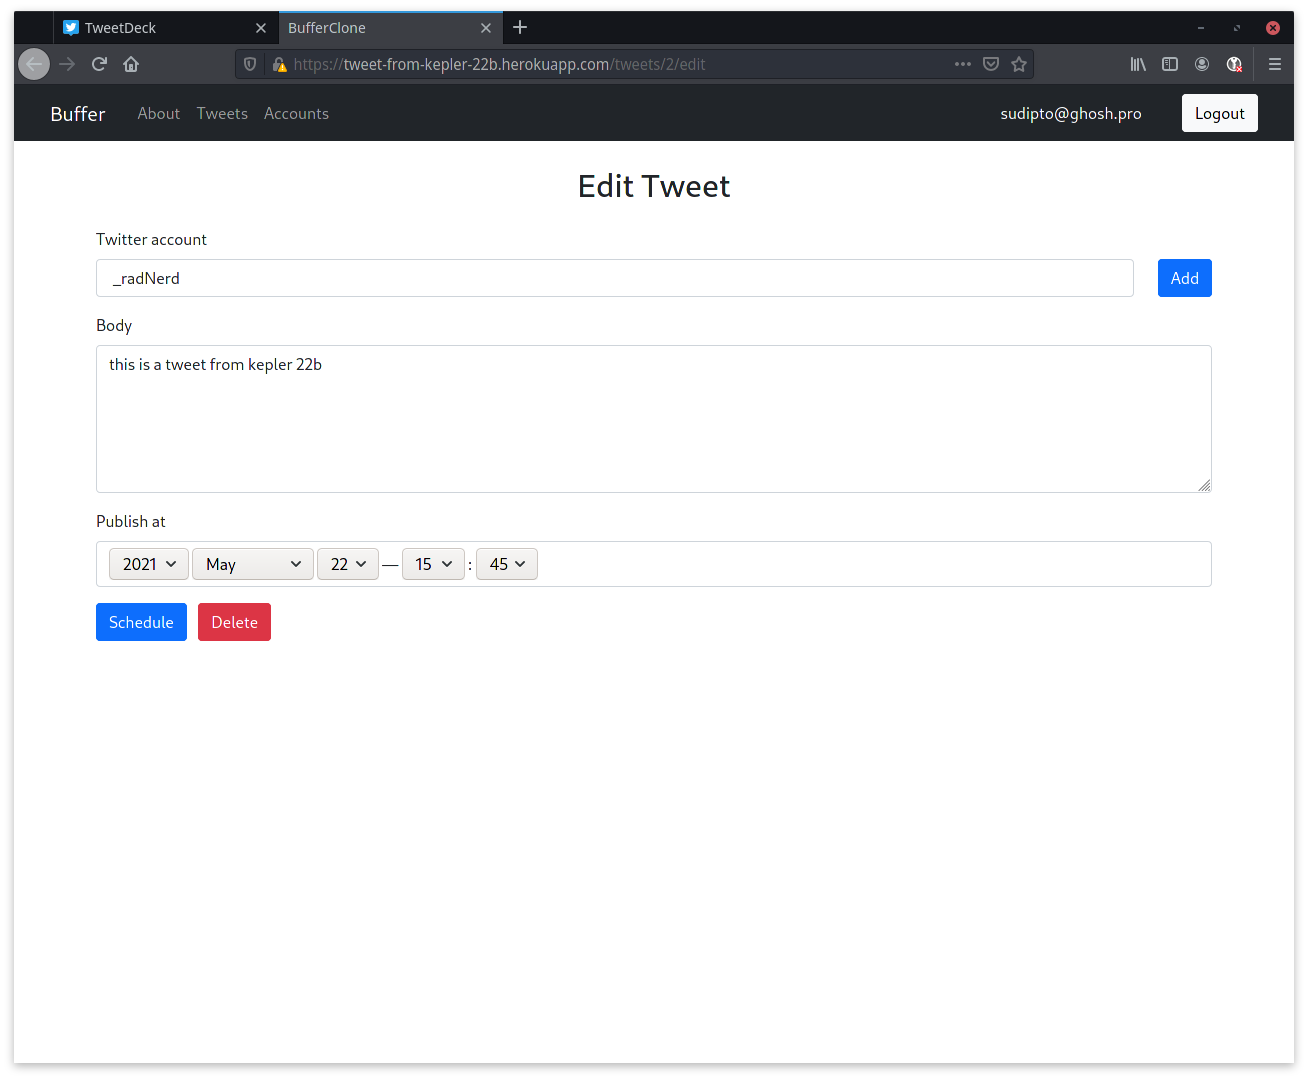 TweetDeck
BufferClone
https://tweet-from-kepler-22b.herokuapp.com/tweets/2/edit
Buffer About Tweets Accounts sudipto@ghosh.pro Logout
Edit Tweet
Twitter account
_radNerd Add
Body
this is a tweet from kepler 22b
Publish at
2021 May 22 — 15 : 45
Schedule Delete